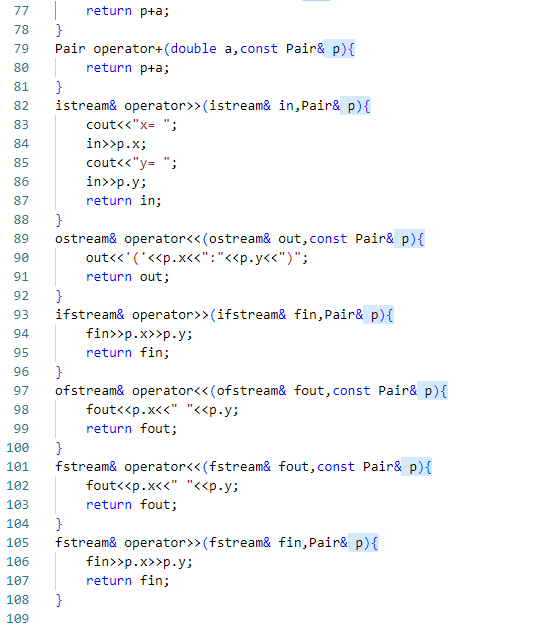 77 return p+a;
78 }
79 Pair operator+(double a,const Pair& p){
80 return p+a;
81 }
82 istream& operator>>(istream& in,Pair& p){
83 cout<<"x= ";
84 in>>p.x;
85 cout<<"y= ";
86 in>>p.y;
87 return in;
88 }
89 ostream& operator<<(ostream& out,const Pair& p){
90 out<<'('<<p.x<<":"<<p.y<<")";
91 return out;
92 }
93 ifstream& operator>>(ifstream& fin,Pair& p){
94 fin>>p.x>>p.y;
95 return fin;
96 }
97 ofstream& operator<<(ofstream& fout,const Pair& p){
98 fout<<p.x<<" "<<p.y;
99 return fout;
100 }
101 fstream& operator<<(fstream& fout,const Pair& p){
102 fout<<p.x<<" "<<p.y;
103 return fout;
104 }
105 fstream& operator>>(fstream& fin,Pair& p){
106 fin>>p.x>>p.y;
107 return fin;
108 }
109